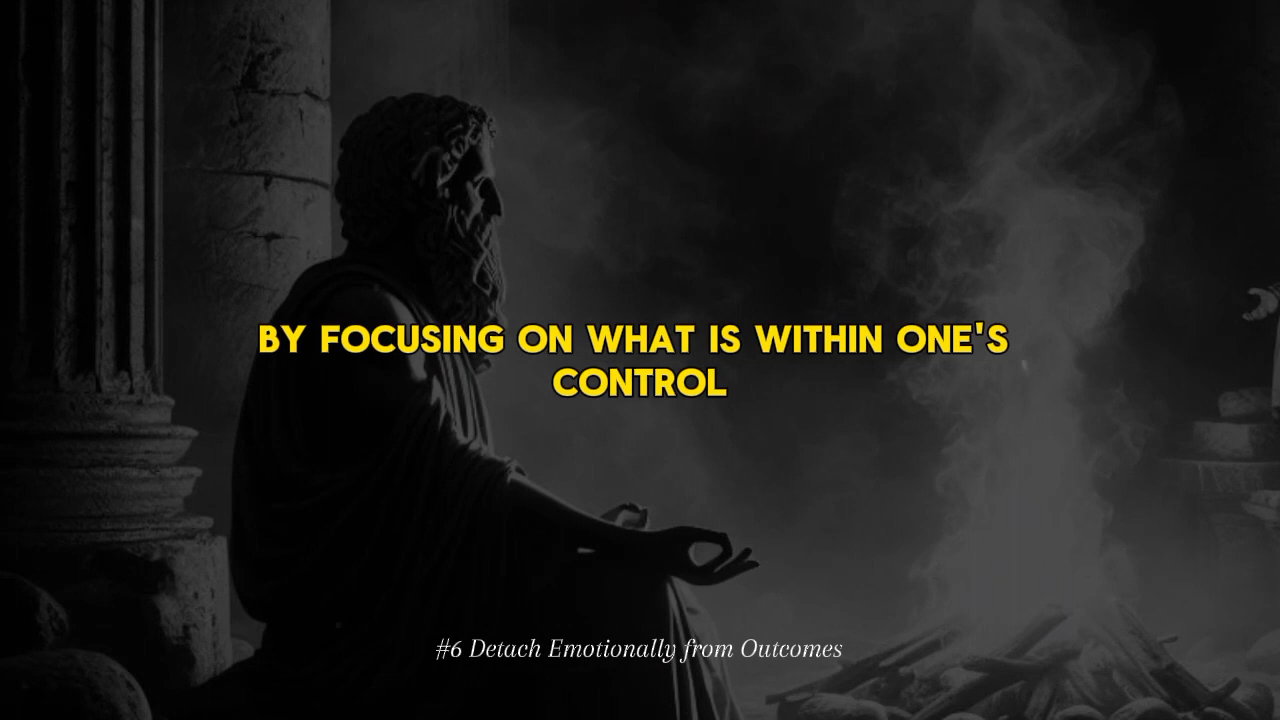 BY FOCUSING ON WHAT IS WITHIN ONE'S
CONTROL
#6 Detach Emotionally from Outcomes